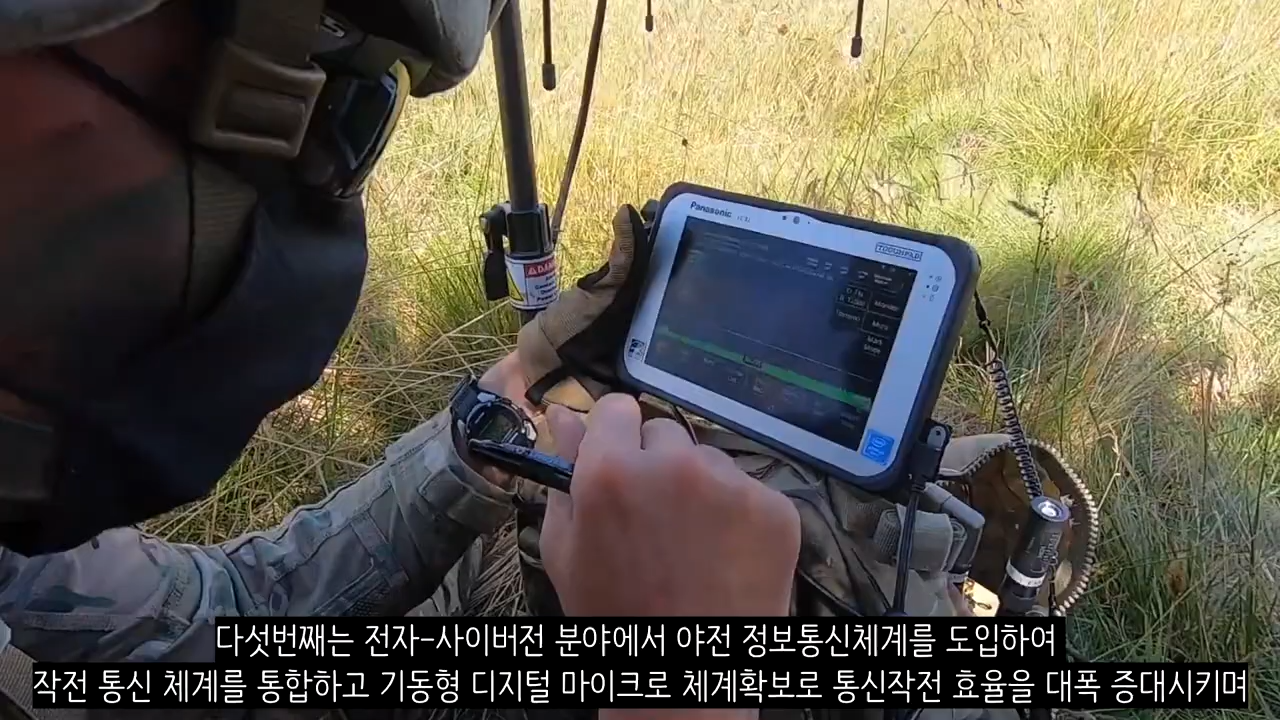 Panasonic
TOUGHPAD
DANGER
다섯번째는 전자-사이버전 분야에서 야전 정보통신체계를 도입하여
작전 통신 체계를 통합하고 기동형 디지털 마이크로 체계확보로 통신작전 효율을 대폭 증대시키며